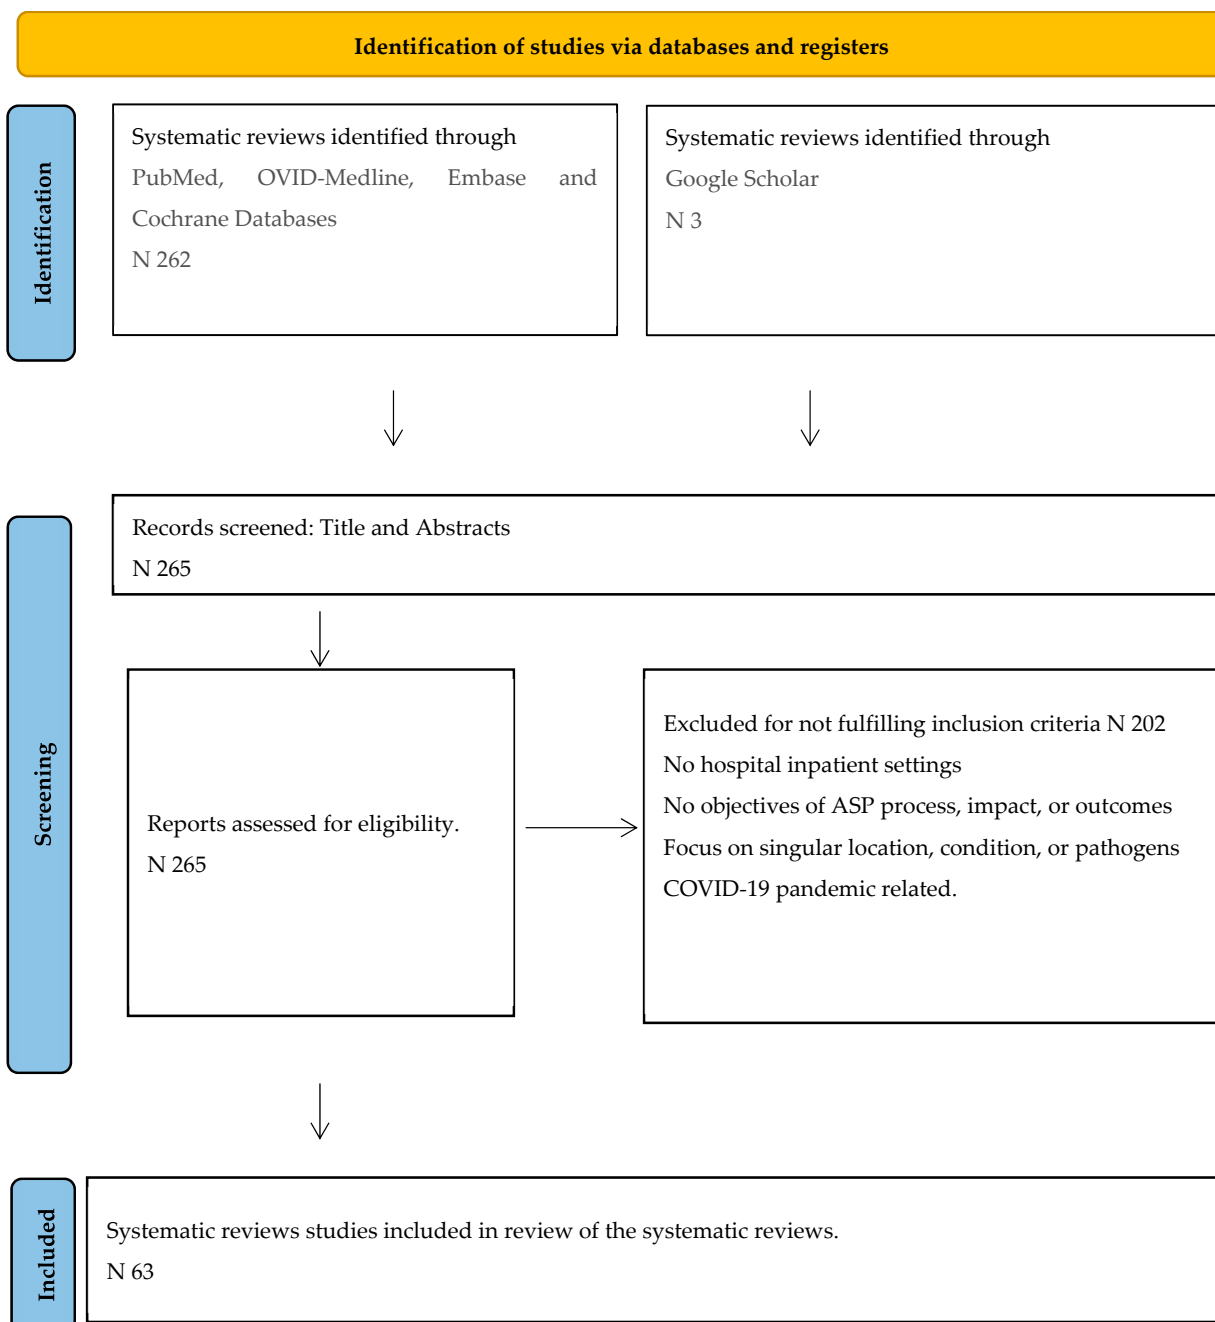 Identification of studies via databases and registers
Identification
Systematic reviews identified through
PubMed, OVID-Medline, Embase and
Cochrane Databases
N 262
Systematic reviews identified through
Google Scholar
N 3
Screening
Records screened: Title and Abstracts
N 265
Reports assessed for eligibility.
N 265
Excluded for not fulfilling inclusion criteria N 202
No hospital inpatient settings
No objectives of ASP process, impact, or outcomes
Focus on singular location, condition, or pathogens
COVID-19 pandemic related.
Included
Systematic reviews studies included in review of the systematic reviews.
N 63